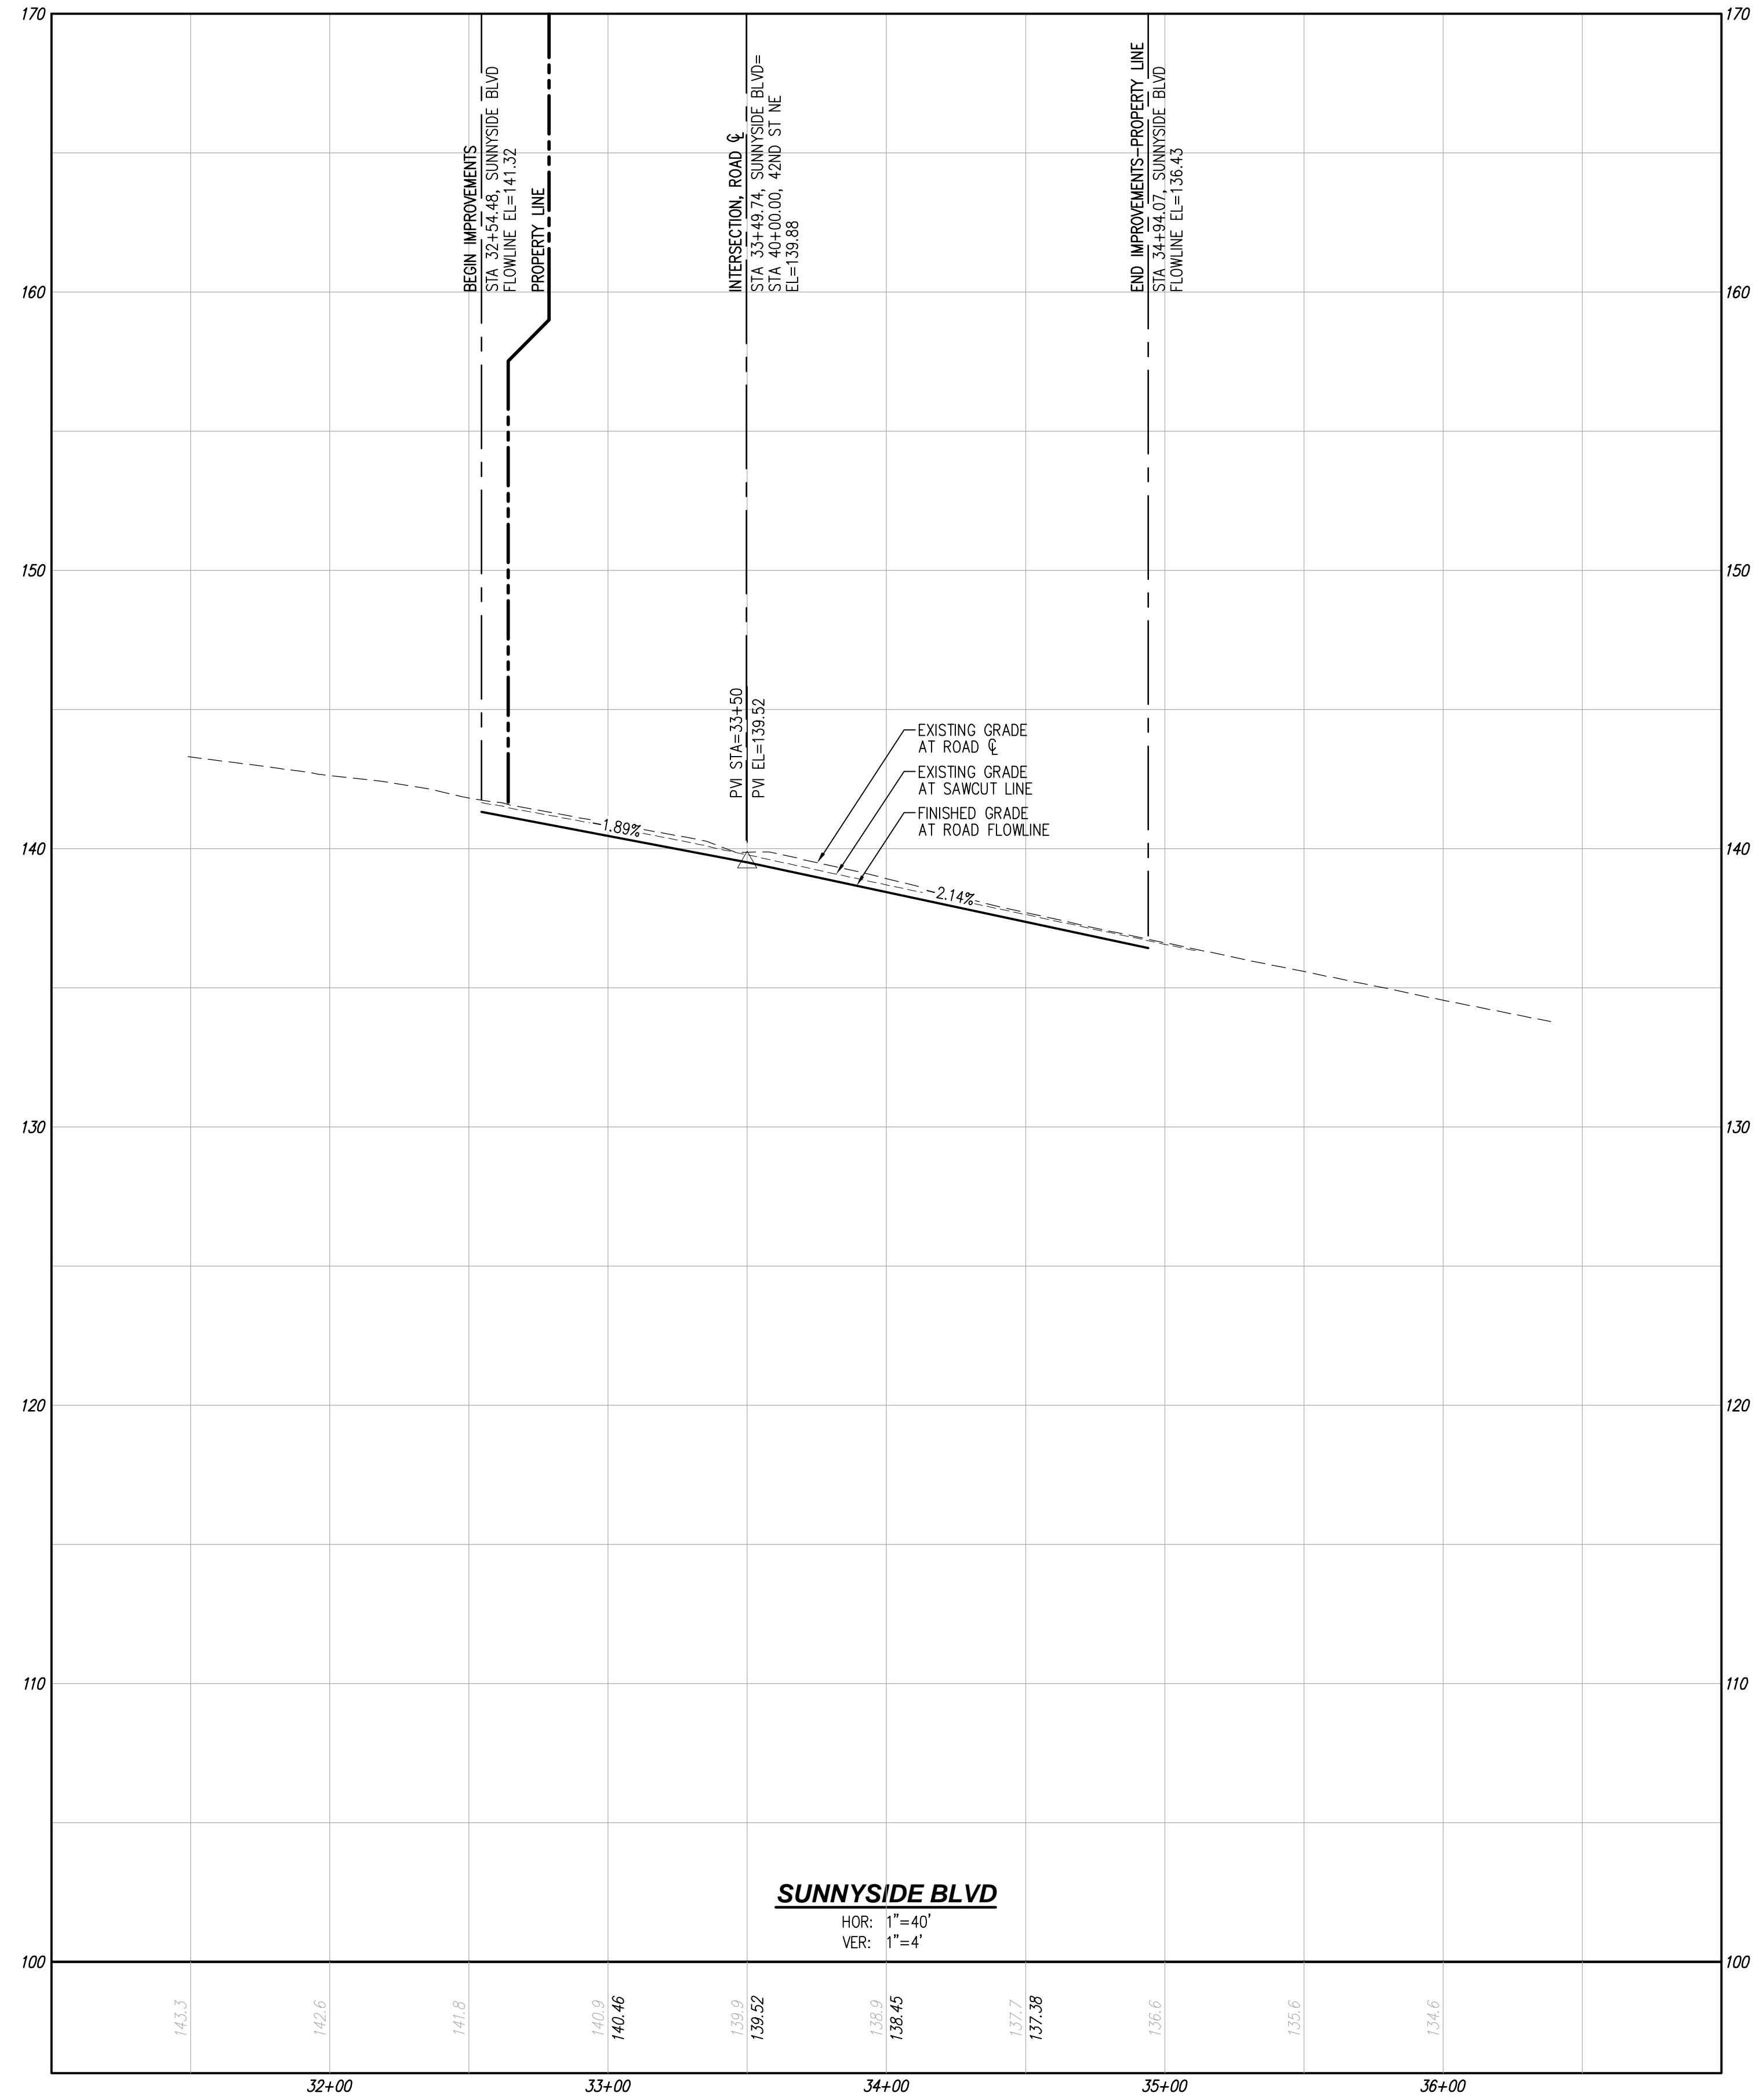 170
170
BEGIN IMPROVEMENTS
STA 32+54.48, SUNNYSIDE BLVD
FLOWLINE EL=141.32
PROPERTY LINE
INTERSECTION, ROAD ℄
STA 33+49.74, SUNNYSIDE BLVD=
STA 40+00.00, 42ND ST NE
EL=139.88
END IMPROVEMENTS-PROPERTY LINE
STA 34+94.07, SUNNYSIDE BLVD
FLOWLINE EL=136.43
160
160
150
150
PVI STA=33+50
PVI EL=139.52
EXISTING GRADE
AT ROAD ℄
EXISTING GRADE
AT SAWCUT LINE
FINISHED GRADE
AT ROAD FLOWLINE
-1.89%
140
140
-2.14%
130
130
120
120
110
110
SUNNYSIDE BLVD
HOR: 1"=40'
VER: 1"=4'
100
100
143.3
142.6
141.8
140.9
140.46
139.9
139.52
138.9
138.45
137.7
137.38
136.6
135.6
134.6
32+00
33+00
34+00
35+00
36+00